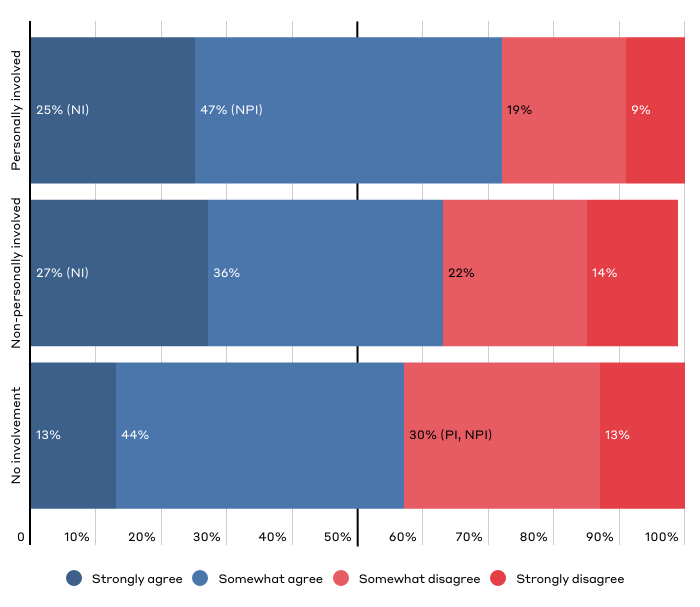 Personally involved
25% (NI)
47% (NPI)
19%
9%
Non-personally involved
27% (NI)
36%
22%
14%
No involvement
13%
44%
30% (PI, NPI)
13%
0 10% 20% 30% 40% 50% 60% 70% 80% 90% 100%
Strongly agree Somewhat agree Somewhat disagree Strongly disagree